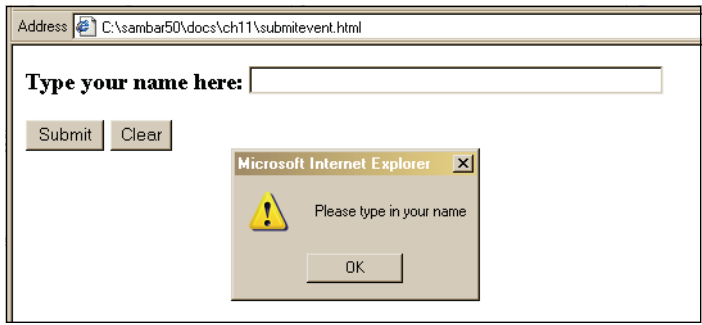 Address C:\sambar50\docs\ch11\submitevent.html
Type your name here:
Submit Clear
Microsoft Internet Explorer
Please type in your name
OK